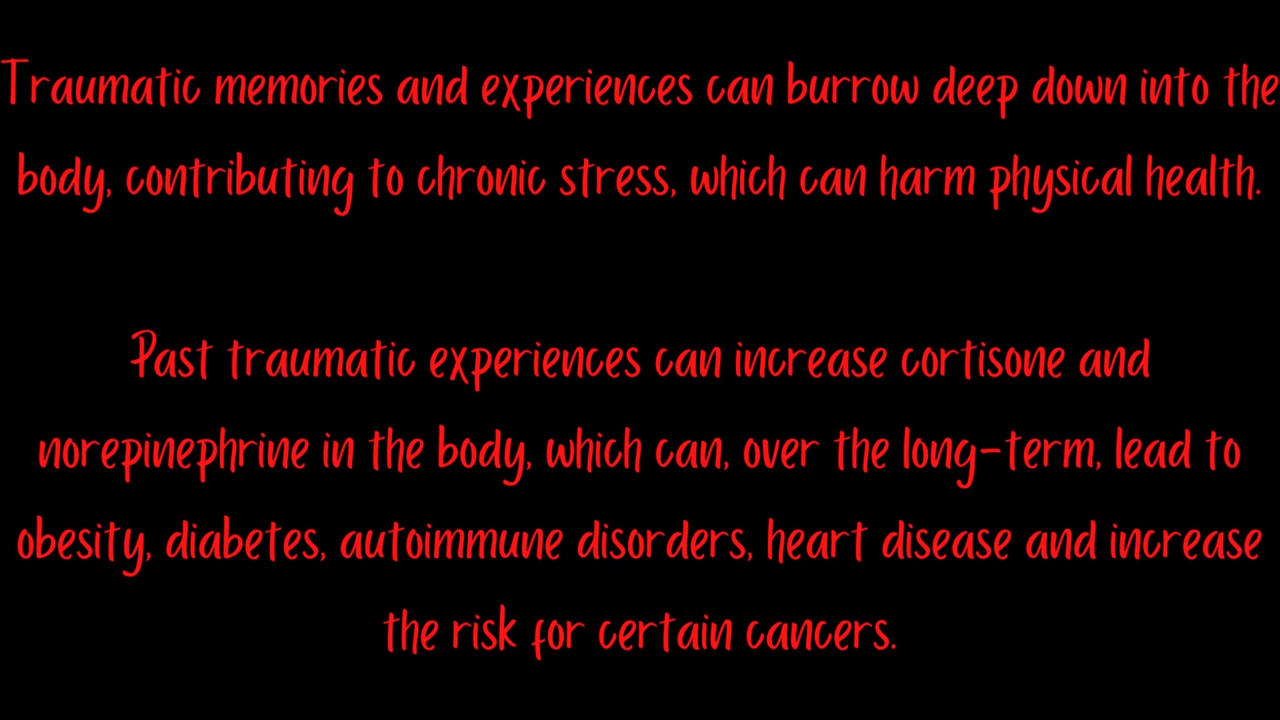 Traumatic memories and experiences can burrow deep down into the
body, contributing to chronic stress, which can harm physical health.
Past traumatic experiences can increase cortisone and
norepinephrine in the body, which can, over the long-term, lead to
obesity, diabetes, autoimmune disorders, heart disease and increase
the risk for certain cancers.